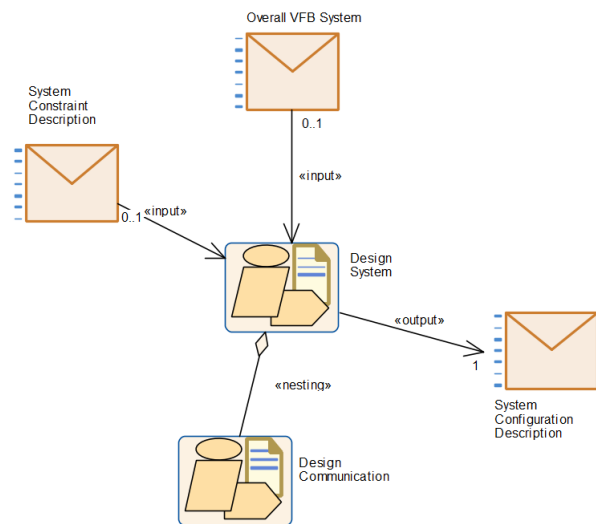 Overall VFB System
System
Constraint
Description
0..1
«input»
0..1
«input»
Design
System
«output»
1
System
Configuration
Description
«nesting»
Design
Communication